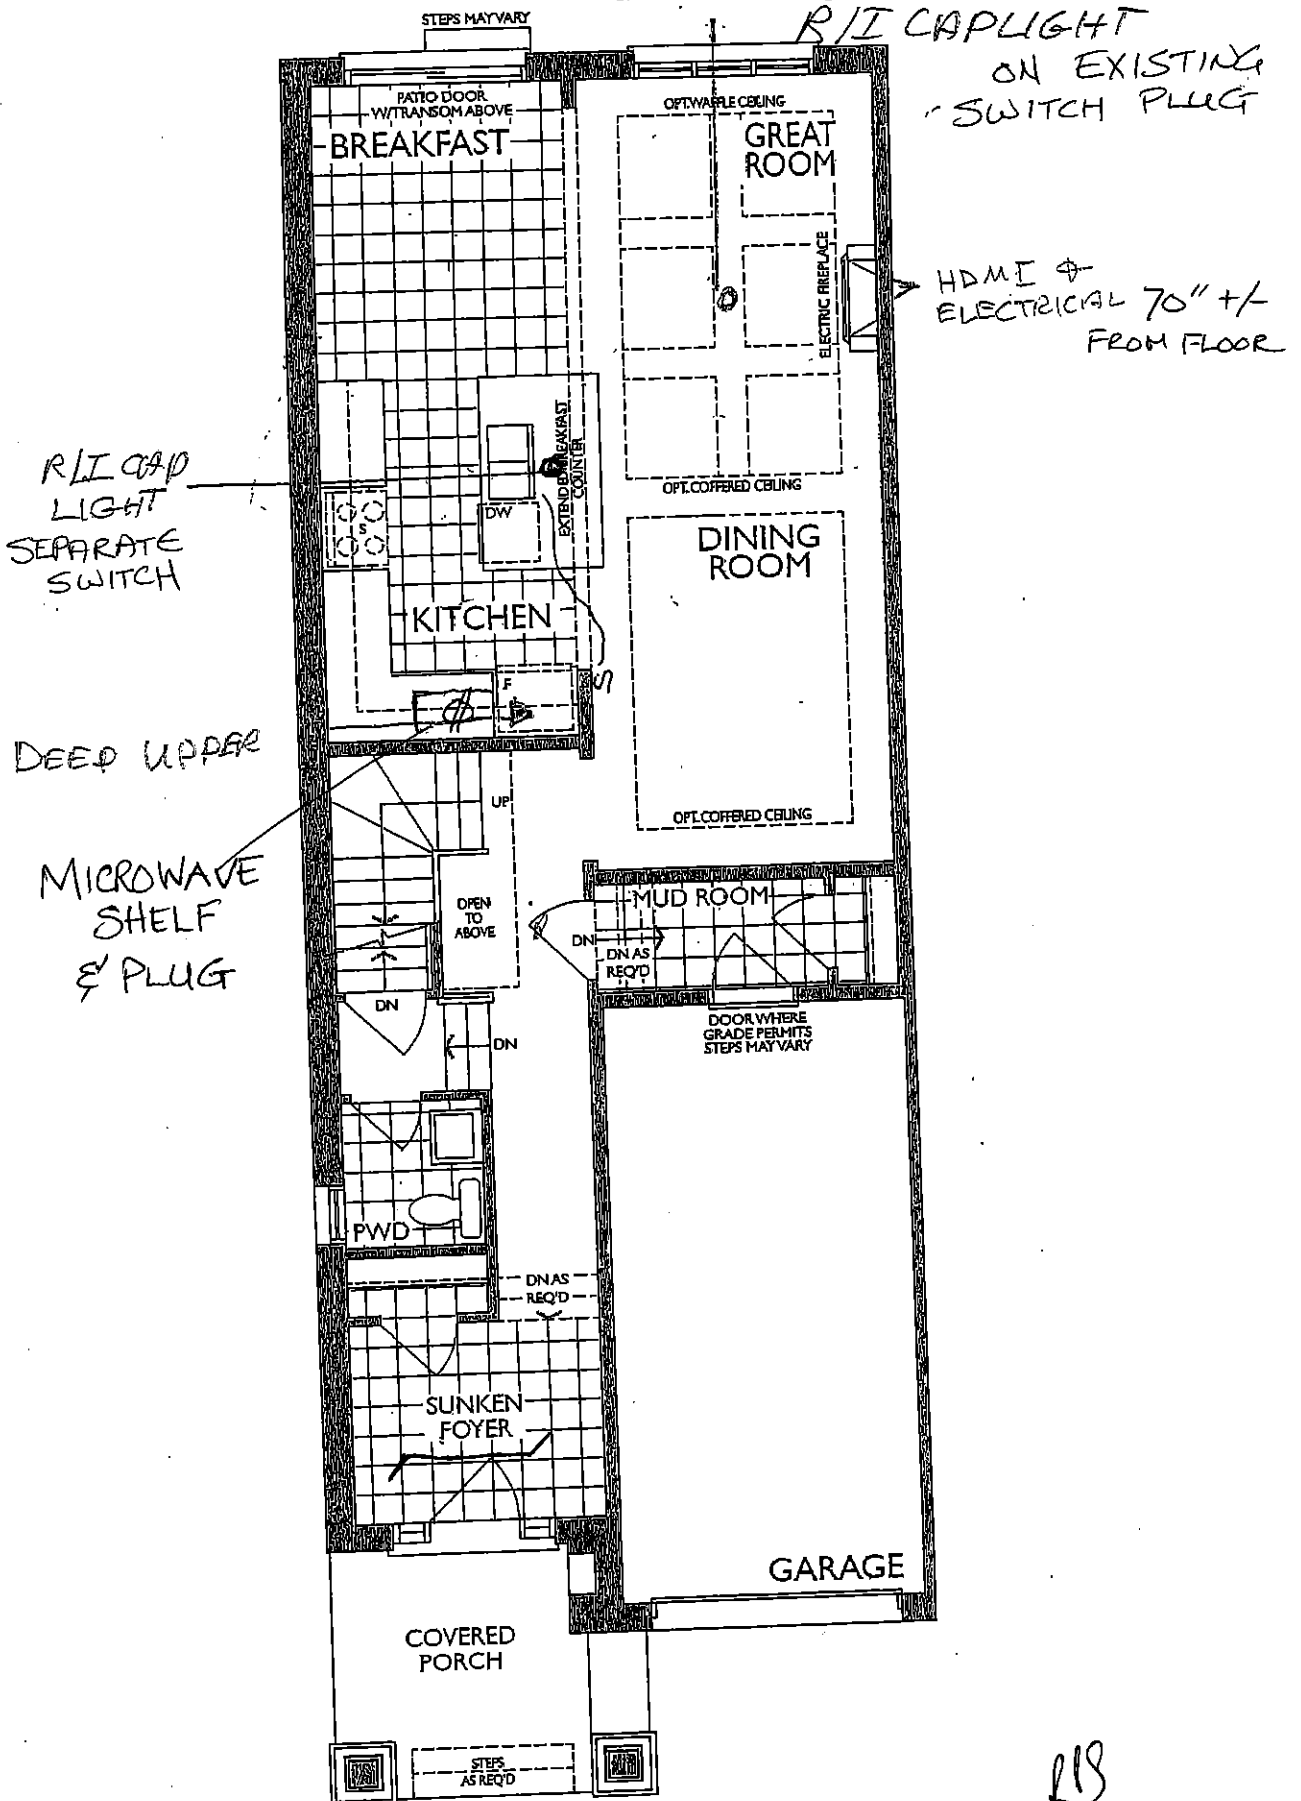 STEPS MAY VARY
R/I CAPLIGHT
ON EXISTING
SWITCH PLUG
PATIO DOOR
W/TRANSOM ABOVE
BREAKFAST
OPT. WAFFLE CEILING
GREAT
ROOM
ELECTRIC FIREPLACE
HDMI &
ELECTRICAL 70" +/-
FROM FLOOR
R/I CAP
LIGHT
SEPARATE
SWITCH
EXTENDED BREAKFAST
COUNTER
DW
S
OPT. COFFERED CEILING
DINING
ROOM
KITCHEN
F
S
DEEP UPPER
UP
OPT. COFFERED CEILING
MICROWAVE
SHELF
& PLUG
OPEN
TO
ABOVE
MUD ROOM
DN
DN AS
REQ'D
DN
DN
DOOR WHERE
GRADE PERMITS
STEPS MAY VARY
PWD
DN AS
REQ'D
SUNKEN
FOYER
GARAGE
COVERED
PORCH
STEPS
AS REQ'D